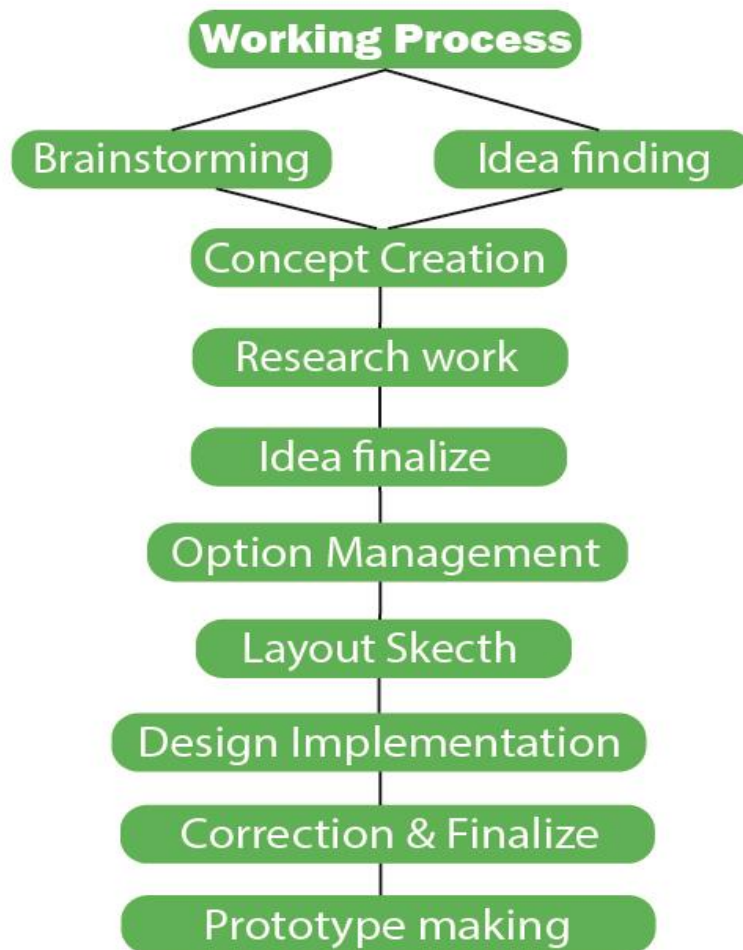 Working Process
Brainstorming
Idea finding
Concept Creation
Research work
Idea finalize
Option Management
Layout Skecth
Design Implementation
Correction & Finalize
Prototype making